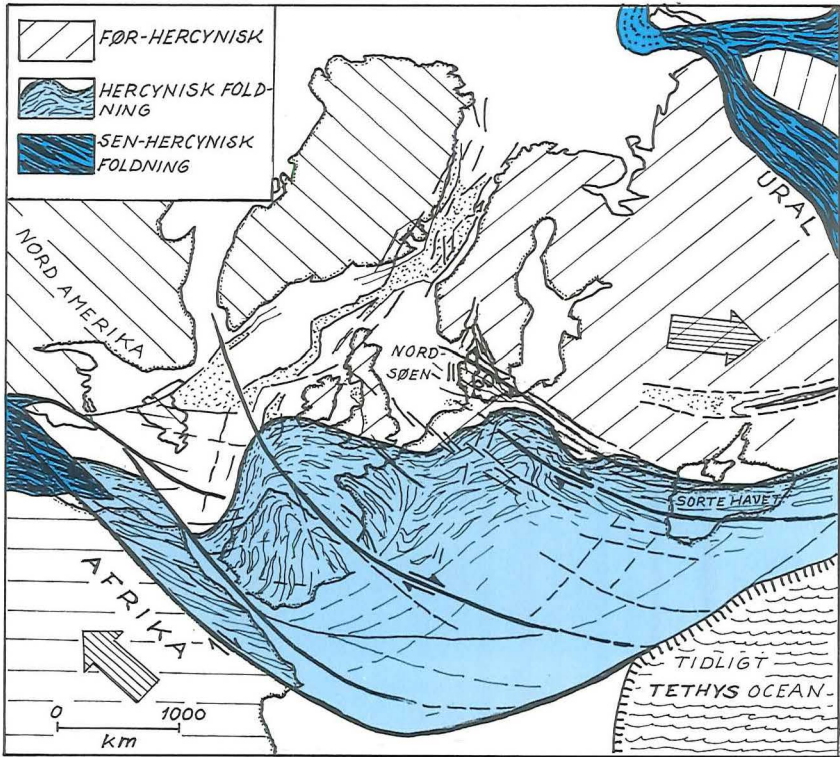 FØR-HERCYNISK
HERCYNISK FOLD-
NING
SEN-HERCYNISK
FOLDNING
URAL
NORD AMERIKA
NORD-
SØEN
SORTE HAVET
AFRIKA
TIDLIGT
TETHYS OCEAN
0 1000
km